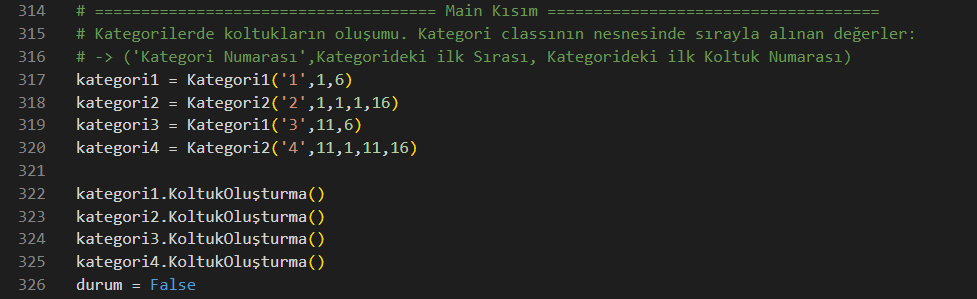 314 # ===================================== Main Kısım ====================================
315 # Kategorilerde koltukların oluşumu. Kategori classının nesnesinde sırayla alınan değerler:
316 # -> ('Kategori Numarası',Kategorideki ilk Sırası, Kategorideki ilk Koltuk Numarası)
317 kategori1 = Kategori1('1',1,6)
318 kategori2 = Kategori2('2',1,1,1,16)
319 kategori3 = Kategori1('3',11,6)
320 kategori4 = Kategori2('4',11,1,11,16)
321
322 kategori1.KoltukOluşturma()
323 kategori2.KoltukOluşturma()
324 kategori3.KoltukOluşturma()
325 kategori4.KoltukOluşturma()
326 durum = False